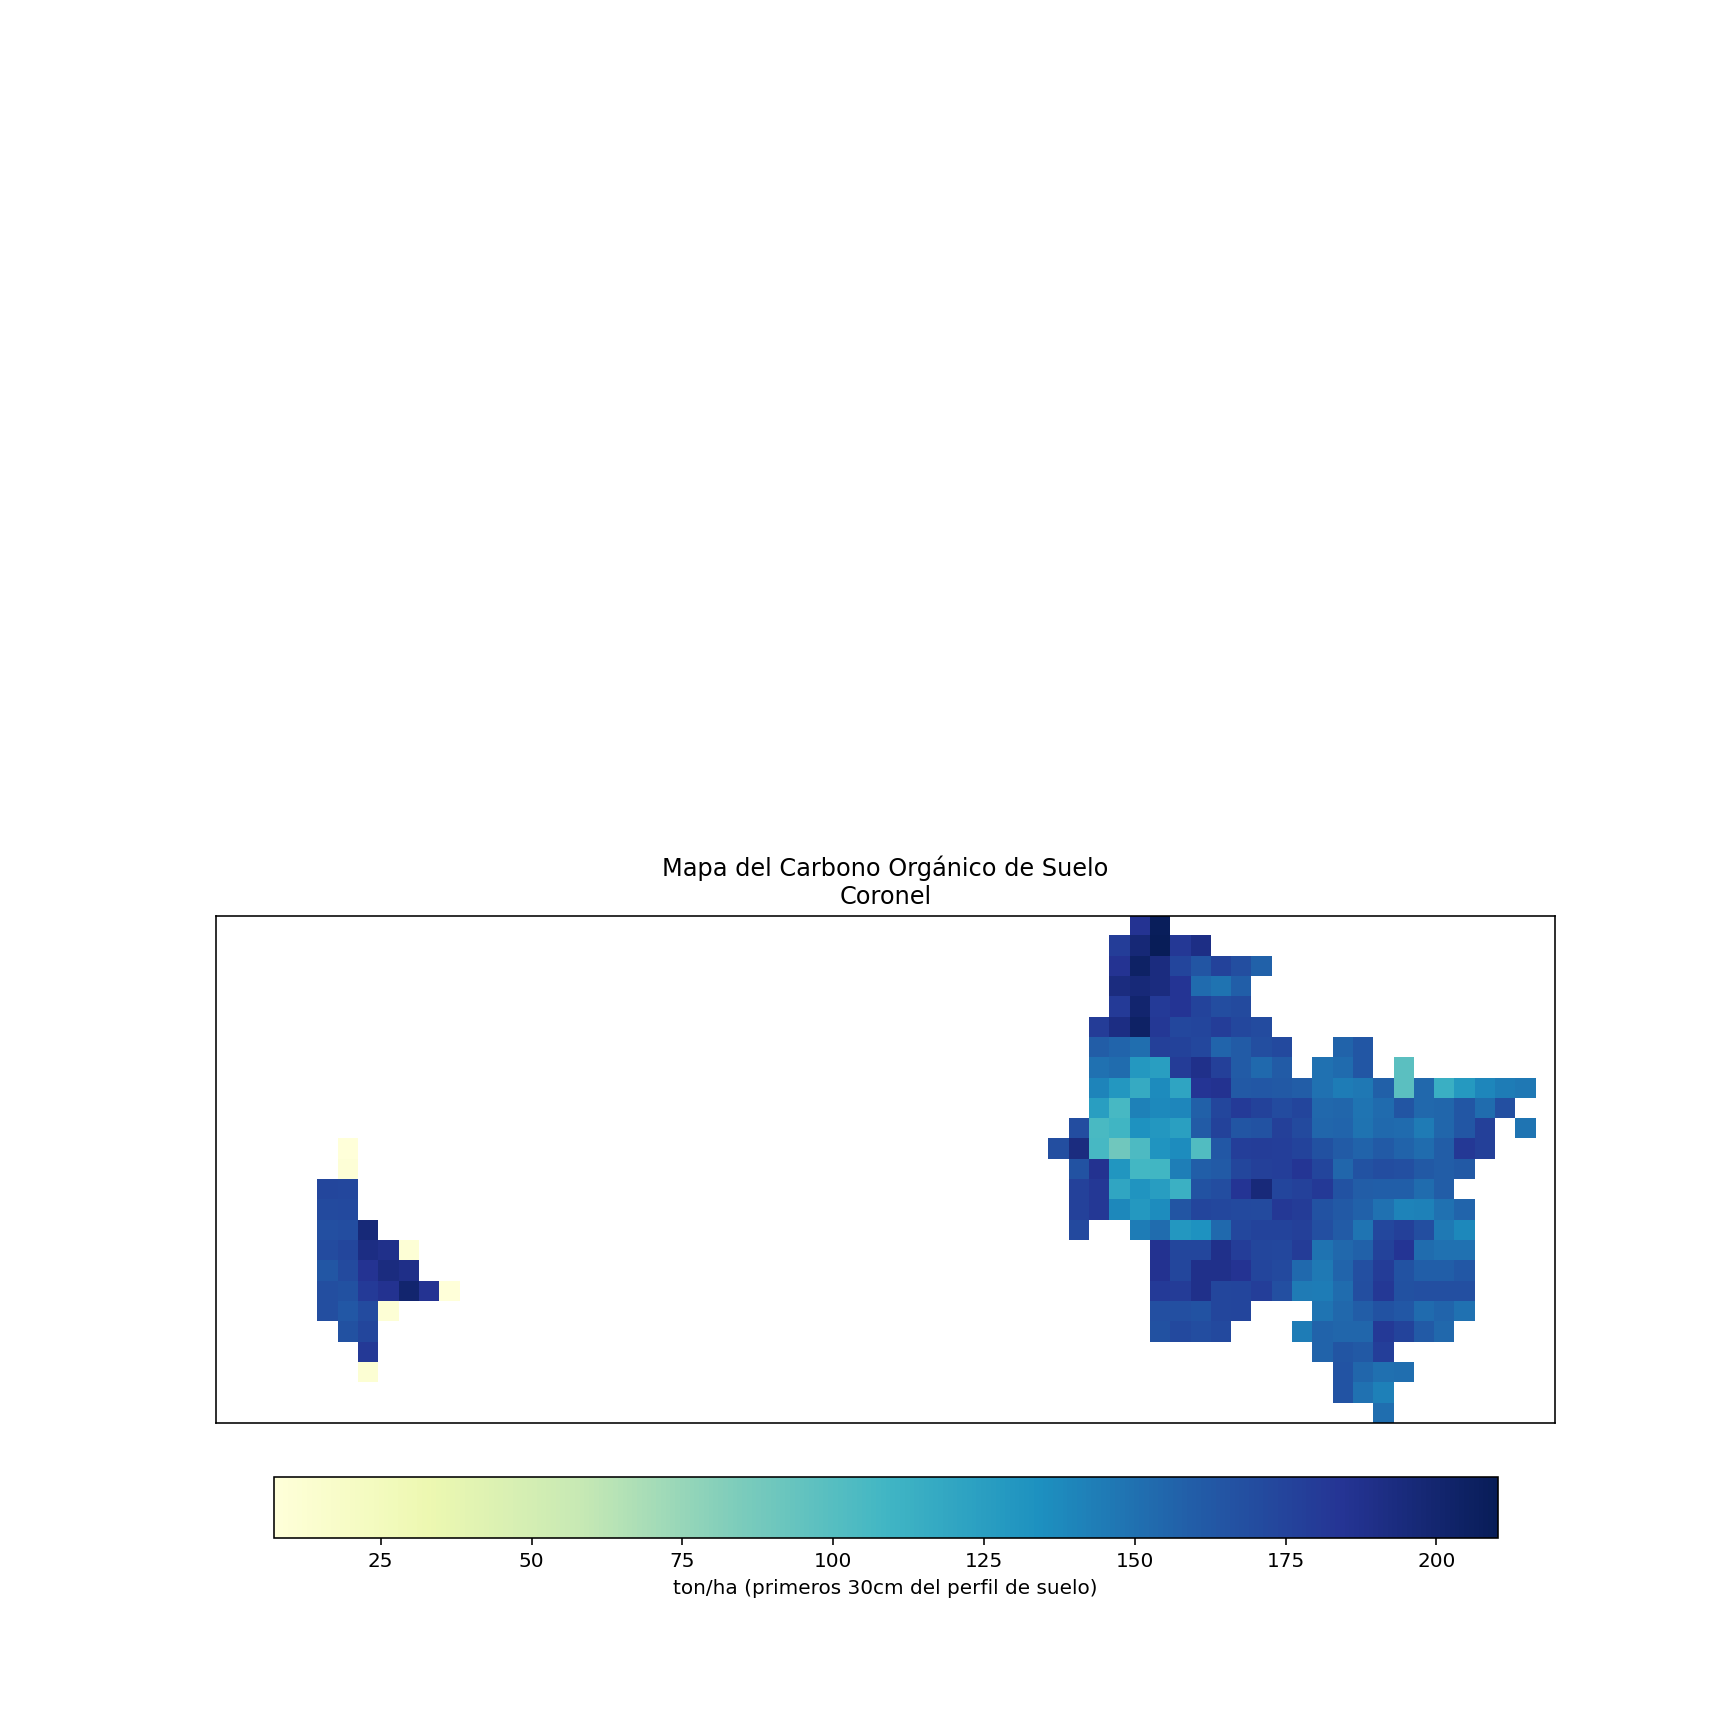 Mapa del Carbono Orgánico de Suelo
Coronel
25 50 75 100 125 150 175 200
ton/ha (primeros 30cm del perfil de suelo)